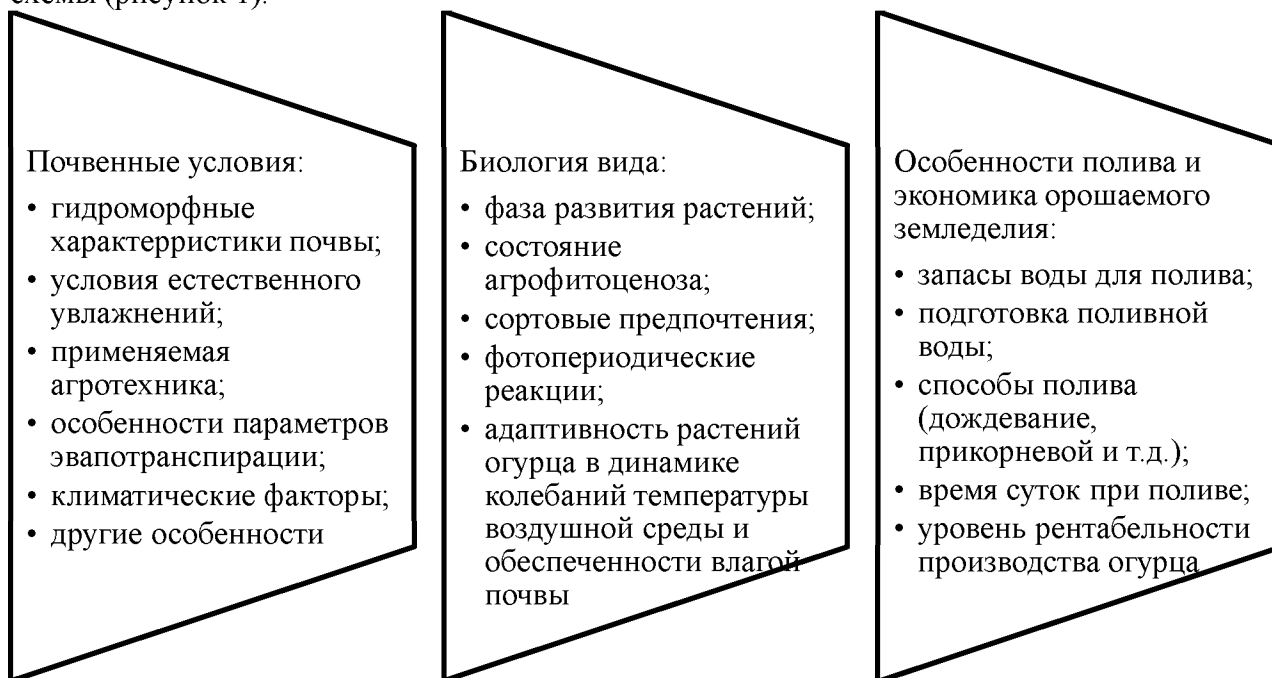 схемы (рисунок 1).
Почвенные условия:
• гидроморфные
характерристики почвы;
• условия естественного
увлажнений;
• применяемая
агротехника;
• особенности параметров
эвапотранспирации;
• климатические факторы;
• другие особенности
Биология вида:
• фаза развития растений;
• состояние
агрофитоценоза;
• сортовые предпочтения;
• фотопериодические
реакции;
• адаптивность растений
огурца в динамике
колебаний температуры
воздушной среды и
обеспеченности влагой
почвы
Особенности полива и
экономика орошаемого
земледелия:
• запасы воды для полива;
• подготовка поливной
воды;
• способы полива
(дождевание,
прикорневой и т.д.);
• время суток при поливе;
• уровень рентабельности
производства огурца